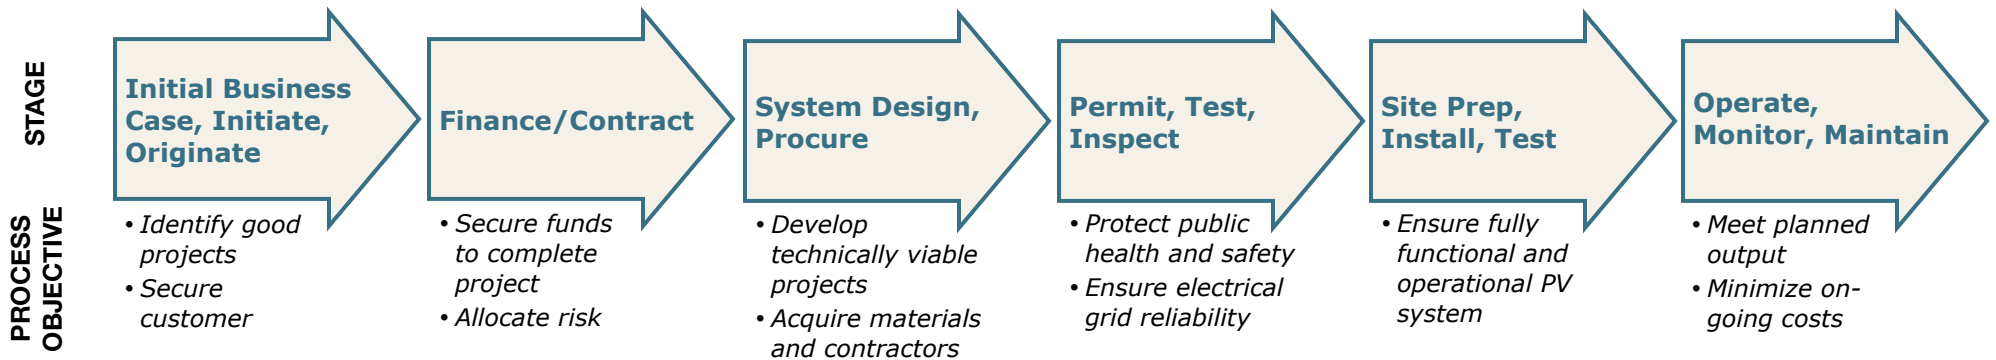 STAGE
Initial Business
Case, Initiate,
Originate
Finance/Contract
System Design,
Procure
Permit, Test,
Inspect
Site Prep,
Install, Test
Operate,
Monitor, Maintain
PROCESS
OBJECTIVE
• Identify good
projects
• Secure
customer
• Secure funds
to complete
project
• Allocate risk
• Develop
technically viable
projects
• Acquire materials
and contractors
• Protect public
health and safety
• Ensure electrical
grid reliability
• Ensure fully
functional and
operational PV
system
• Meet planned
output
• Minimize on-
going costs